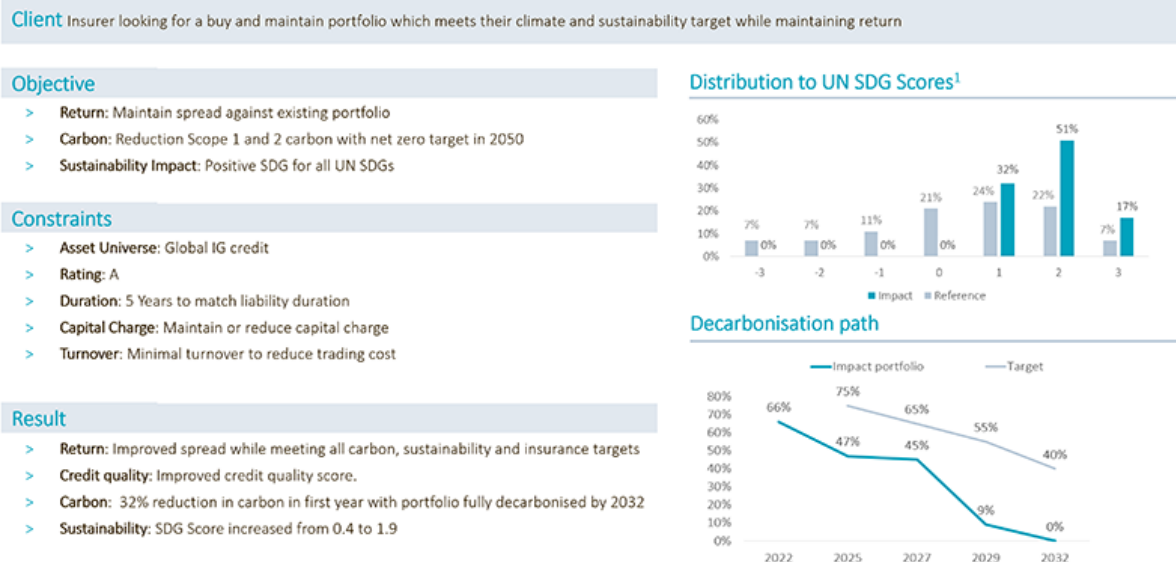 Client Insurer looking for a buy and maintain portfolio which meets their climate and sustainability target while maintaining return
Objective
> Return: Maintain spread against existing portfolio
> Carbon: Reduction Scope 1 and 2 carbon with net zero target in 2050
> Sustainability Impact: Positive SDG for all UN SDGs
Constraints
> Asset Universe: Global IG credit
> Rating: A
> Duration: 5 Years to match liability duration
> Capital Charge: Maintain or reduce capital charge
> Turnover: Minimal turnover to reduce trading cost
Result
> Return: Improved spread while meeting all carbon, sustainability and insurance targets
> Credit quality: Improved credit quality score.
> Carbon: 32% reduction in carbon in first year with portfolio fully decarbonised by 2032
> Sustainability: SDG Score increased from 0.4 to 1.9
Distribution to UN SDG Scores¹
60%
50%
40%
30%
20%
10%
0%
7% 0% 7% 0% 11% 0% 21% 0% 24% 32% 22% 51% 7% 17%
-3 -2 -1 0 1 2 3
Impact Reference
Decarbonisation path
Impact portfolio Target
80%
70%
60%
50%
40%
30%
20%
10%
0%
75% 65% 55% 40%
66% 47% 45% 9% 0%
2022 2025 2027 2029 2032